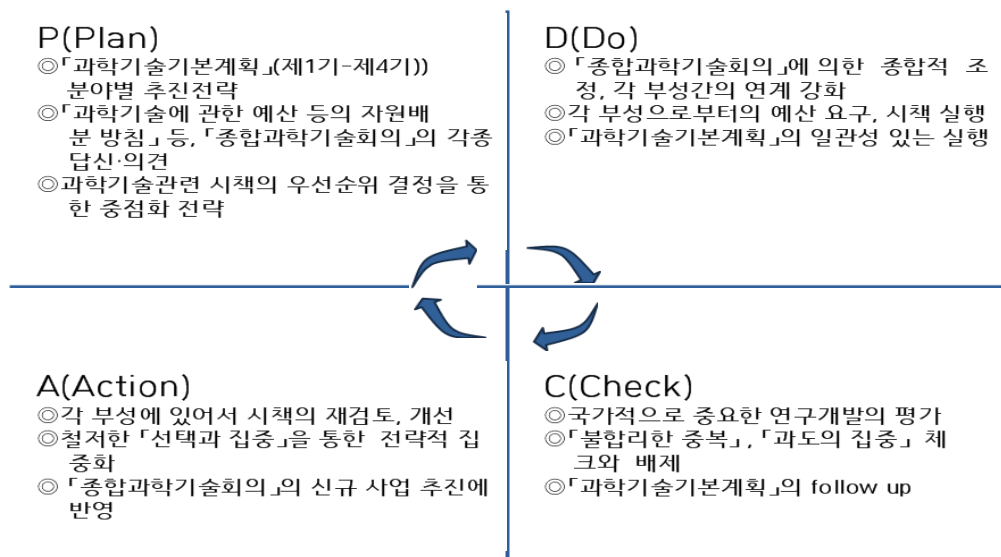 P(Plan)
◎「과학기술기본계획」(제1기-제4기))
분야별 추진전략
◎「과학기술에 관한 예산 등의 자원배
분 방침」등, 「종합과학기술회의」의 각종
답신·의견
◎과학기술관련 시책의 우선순위 결정을 통
한 중점화 전략
D(Do)
◎ 「종합과학기술회의」에 의한 종합적 조
정, 각 부성간의 연계 강화
◎각 부성으로부터의 예산 요구, 시책 실행
◎「과학기술기본계획」의 일관성 있는 실행
A(Action)
◎각 부성에 있어서 시책의 재검토, 개선
◎철저한 「선택과 집중」을 통한 전략적 집
중화
◎ 「종합과학기술회의」의 신규 사업 추진에
반영
C(Check)
◎국가적으로 중요한 연구개발의 평가
◎「불합리한 중복」, 「과도의 집중」 체
크와 배제
◎「과학기술기본계획」의 follow up